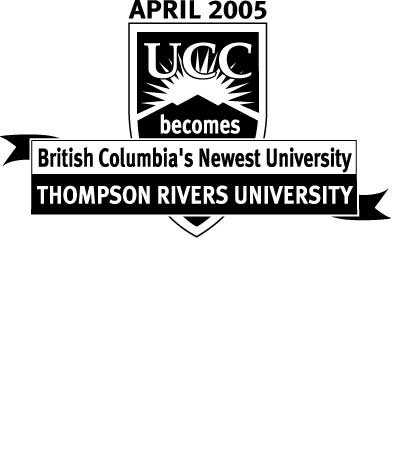 APRIL 2005
UCC
becomes
British Columbia's Newest University
THOMPSON RIVERS UNIVERSITY